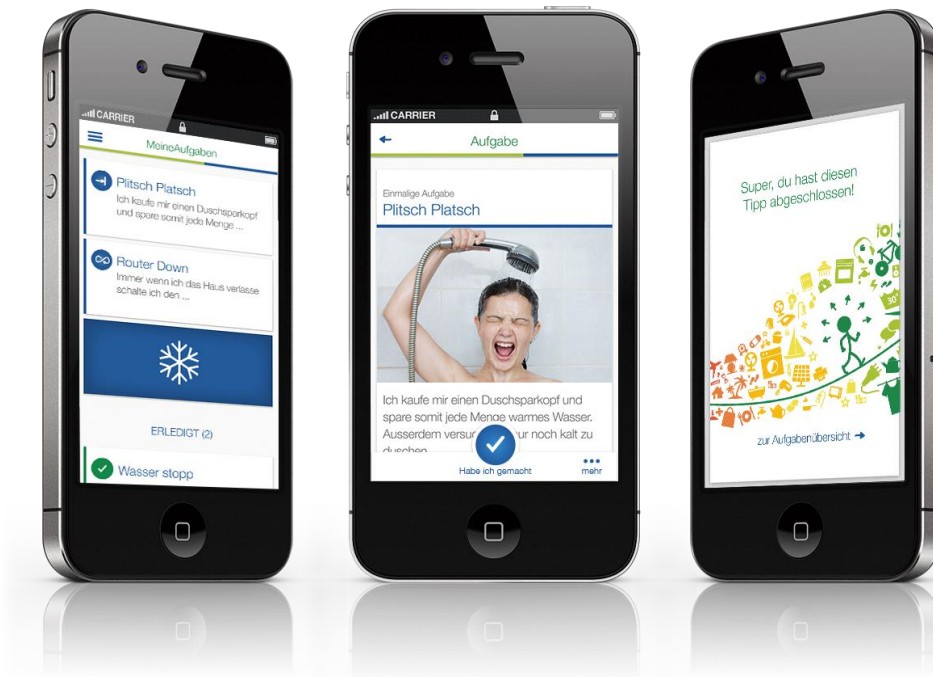 CARRIER
MeineAufgaben
Plitsch Platsch
Ich kaufe mir einen Duschsparkopf
und spare somit jede Menge ...
Router Down
Immer wenn ich das Haus verlasse
schalte ich den ...
ERLEDIGT (2)
Wasser stopp
CARRIER
Aufgabe
Einmalige Aufgabe
Plitsch Platsch
Ich kaufe mir einen Duschsparkopf und
spare somit jede Menge warmes Wasser.
Ausserdem noch kalt zu
duschen
Habe ich gemacht
mehr
Super, du hast diesen
Tipp abgeschlossen!
30°
zur Aufgabenübersicht